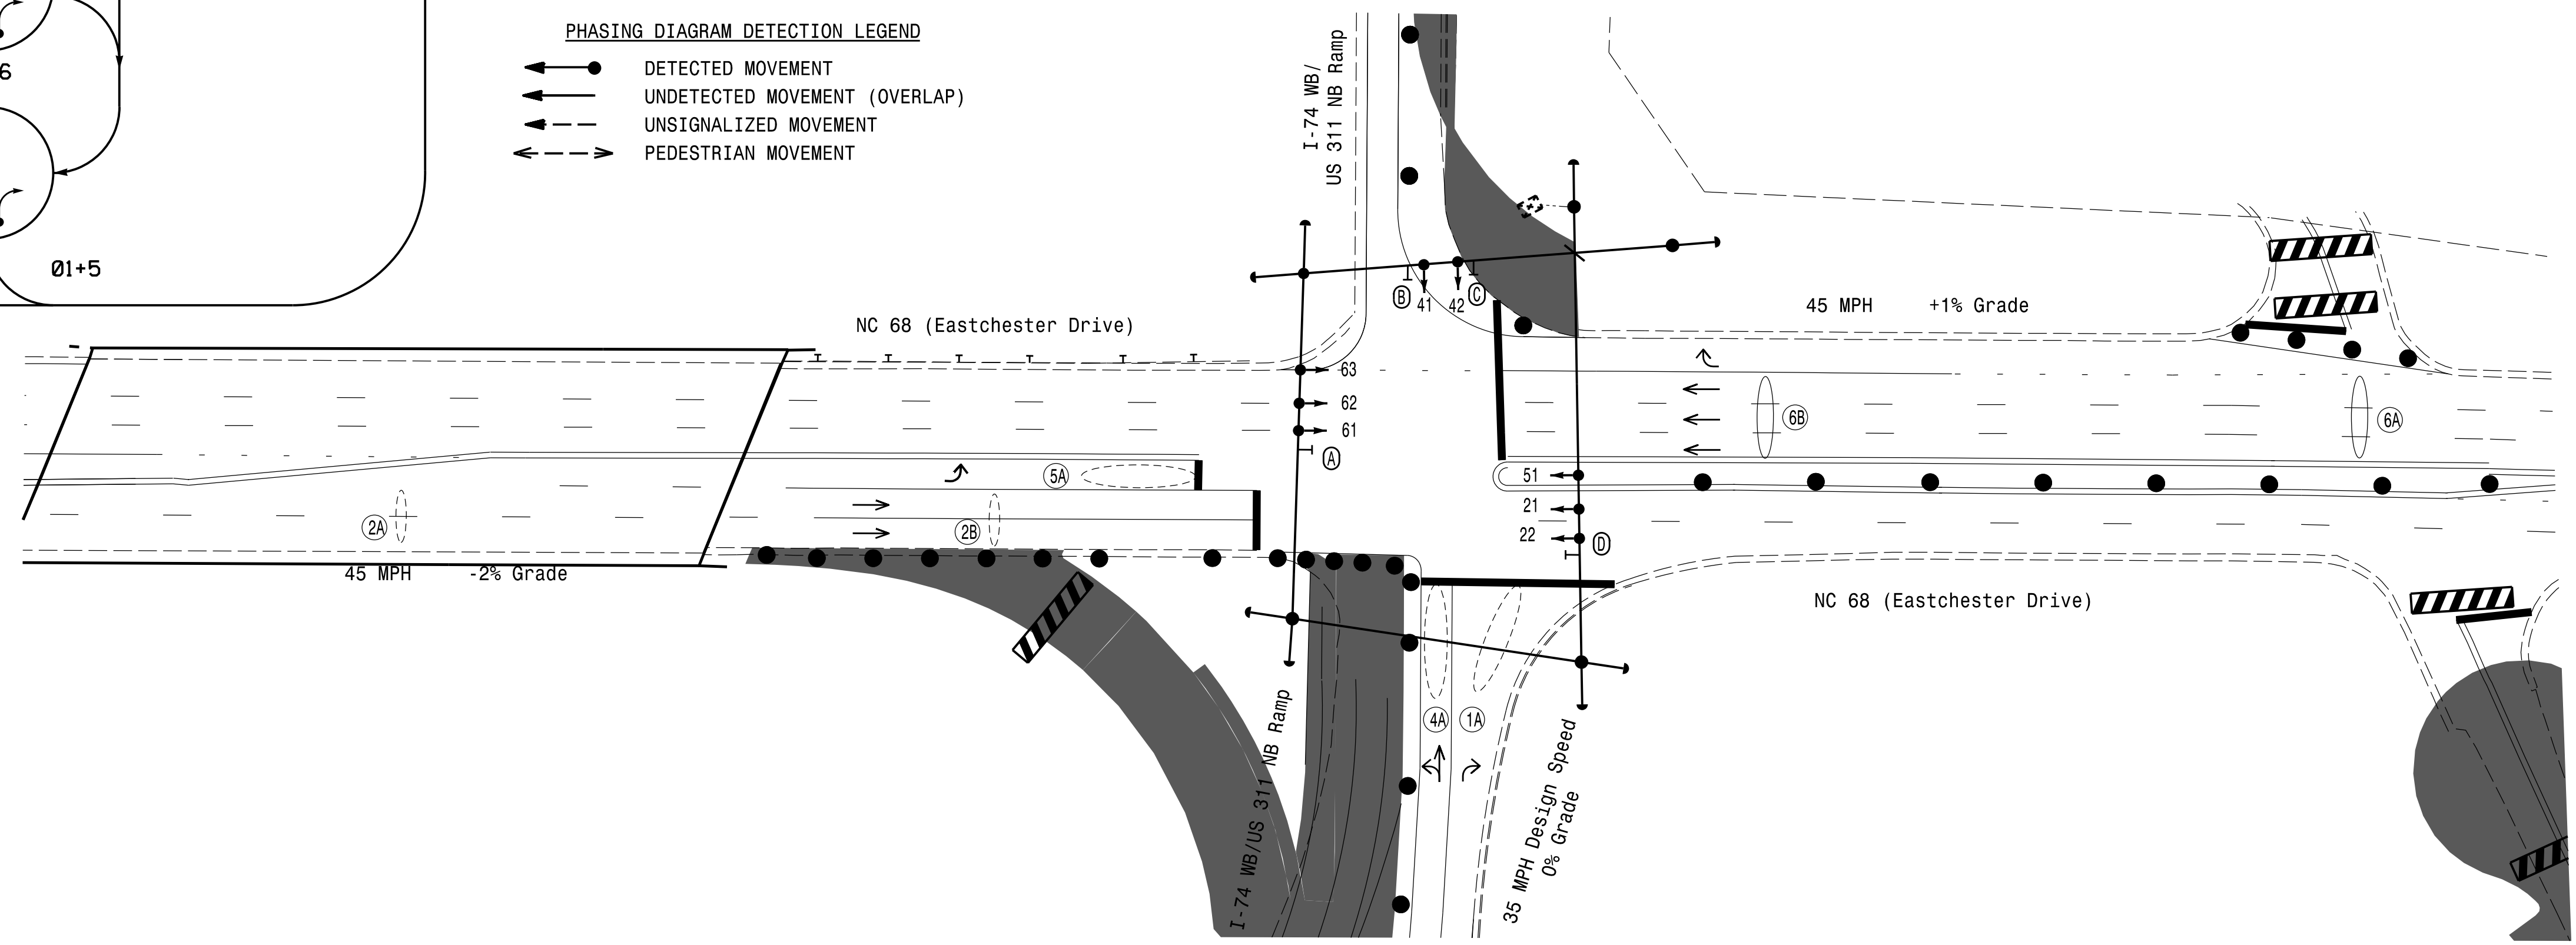 PHASING DIAGRAM DETECTION LEGEND
DETECTED MOVEMENT
UNDETECTED MOVEMENT (OVERLAP)
UNSIGNALIZED MOVEMENT
PEDESTRIAN MOVEMENT
6
Ø1+5
I-74 WB/
US 311 NB Ramp
B
41
42
C
NC 68 (Eastchester Drive)
45 MPH +1% Grade
63
62
61
A
6B
6A
5A
51
21
22
D
2A
2B
45 MPH -2% Grade
NC 68 (Eastchester Drive)
4A
1A
I-74 WB/US 311 NB Ramp
35 MPH Design Speed
0% Grade